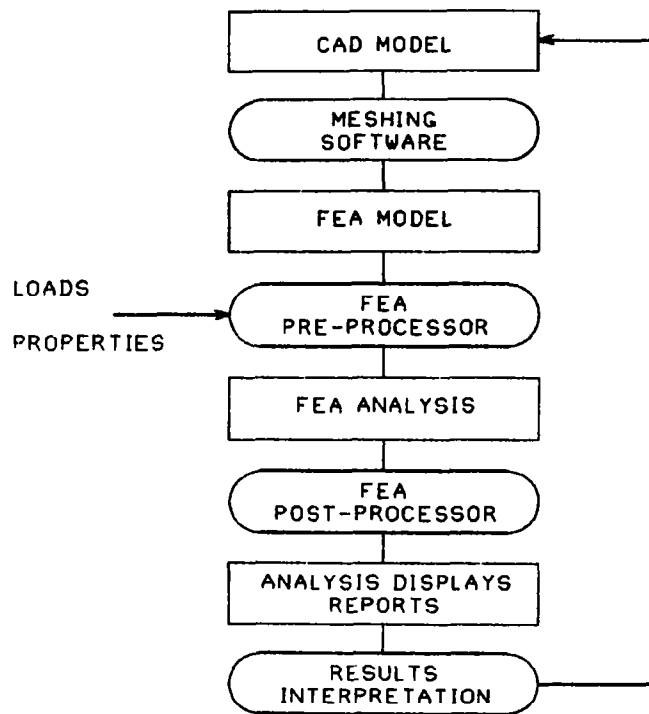 CAD MODEL
MESHING
SOFTWARE
FEA MODEL
LOADS
PROPERTIES
FEA
PRE-PROCESSOR
FEA ANALYSIS
FEA
POST-PROCESSOR
ANALYSIS DISPLAYS
REPORTS
RESULTS
INTERPRETATION